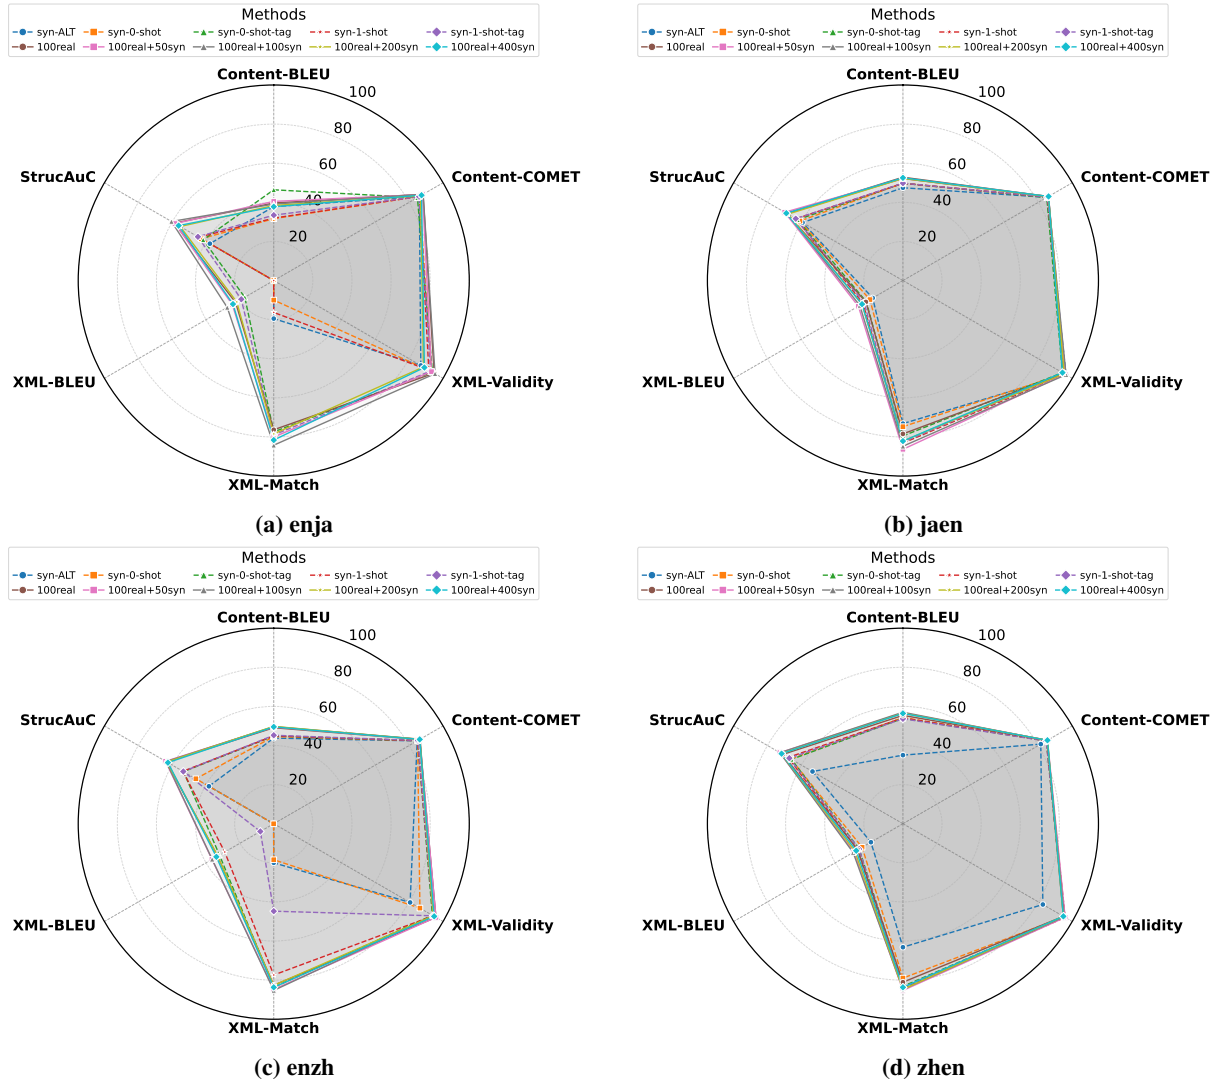 Methods
syn-ALT syn-0-shot syn-0-shot-tag syn-1-shot syn-1-shot-tag
100real 100real+50syn 100real+100syn 100real+200syn 100real+400syn
Content-BLEU
100
80
60
40
20
StrucAuC
Content-COMET
XML-BLEU
XML-Validity
XML-Match
(a) enja
Methods
syn-ALT syn-0-shot syn-0-shot-tag syn-1-shot syn-1-shot-tag
100real 100real+50syn 100real+100syn 100real+200syn 100real+400syn
Content-BLEU
100
80
60
40
20
StrucAuC
Content-COMET
XML-BLEU
XML-Validity
XML-Match
(b) jaen
Methods
syn-ALT syn-0-shot syn-0-shot-tag syn-1-shot syn-1-shot-tag
100real 100real+50syn 100real+100syn 100real+200syn 100real+400syn
Content-BLEU
100
80
60
40
20
StrucAuC
Content-COMET
XML-BLEU
XML-Validity
XML-Match
(c) enzh
Methods
syn-ALT syn-0-shot syn-0-shot-tag syn-1-shot syn-1-shot-tag
100real 100real+50syn 100real+100syn 100real+200syn 100real+400syn
Content-BLEU
100
80
60
40
20
StrucAuC
Content-COMET
XML-BLEU
XML-Validity
XML-Match
(d) zhen